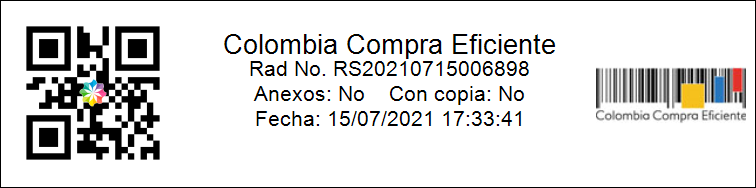 Colombia Compra Eficiente
Rad No. RS20210715006898
Anexos: No Con copia: No
Fecha: 15/07/2021 17:33:41
Colombia Compra Eficiente